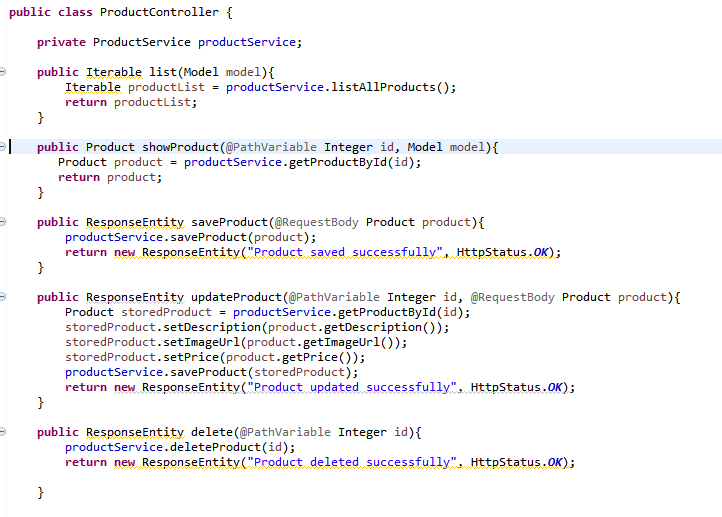 public class ProductController {
private ProductService productService;
public Iterable list(Model model){
Iterable productList = productService.listAllProducts();
return productList;
}
public Product showProduct(@PathVariable Integer id, Model model){
Product product = productService.getProductById(id);
return product;
}
public ResponseEntity saveProduct(@RequestBody Product product){
productService.saveProduct(product);
return new ResponseEntity("Product saved successfully", HttpStatus.OK);
}
public ResponseEntity updateProduct(@PathVariable Integer id, @RequestBody Product product){
Product storedProduct = productService.getProductById(id);
storedProduct.setDescription(product.getDescription());
storedProduct.setImageUrl(product.getImageUrl());
storedProduct.setPrice(product.getPrice());
productService.saveProduct(storedProduct);
return new ResponseEntity("Product updated successfully", HttpStatus.OK);
}
public ResponseEntity delete(@PathVariable Integer id){
productService.deleteProduct(id);
return new ResponseEntity("Product deleted successfully", HttpStatus.OK);
}